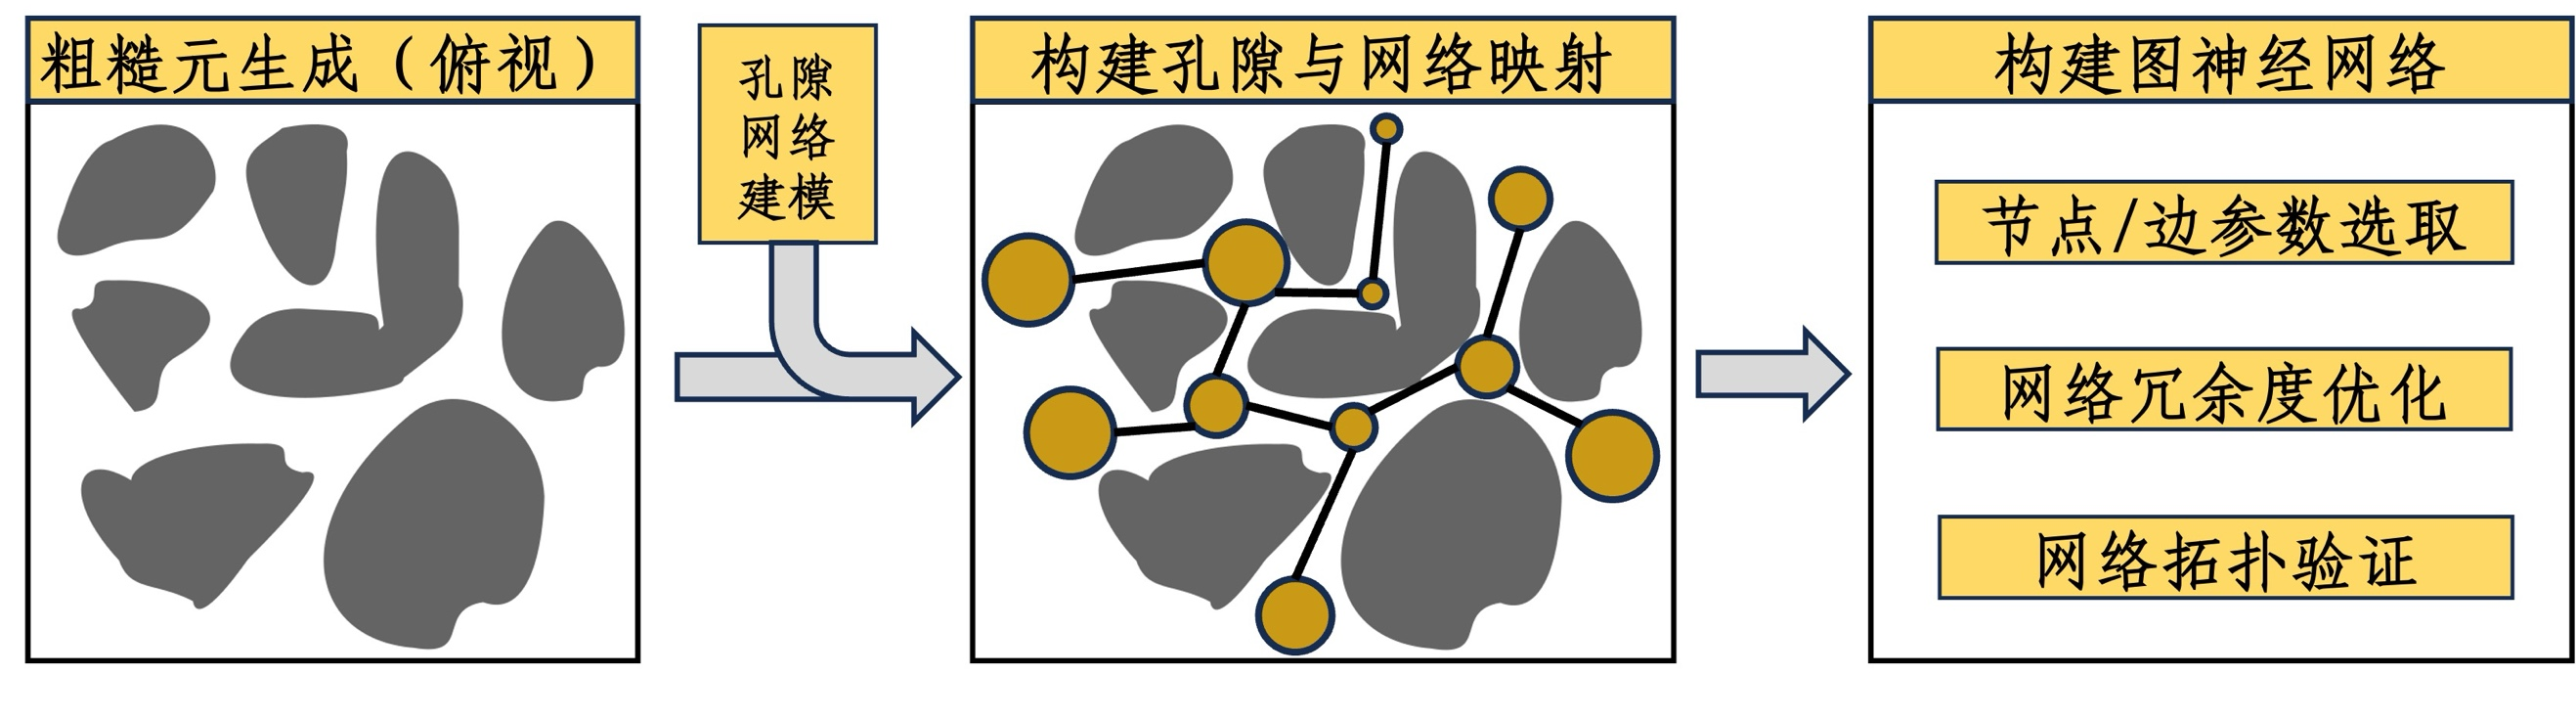 粗糙元生成（俯视）
孔隙
网络
建模
构建孔隙与网络映射
构建图神经网络
节点/边参数选取
网络冗余度优化
网络拓扑验证